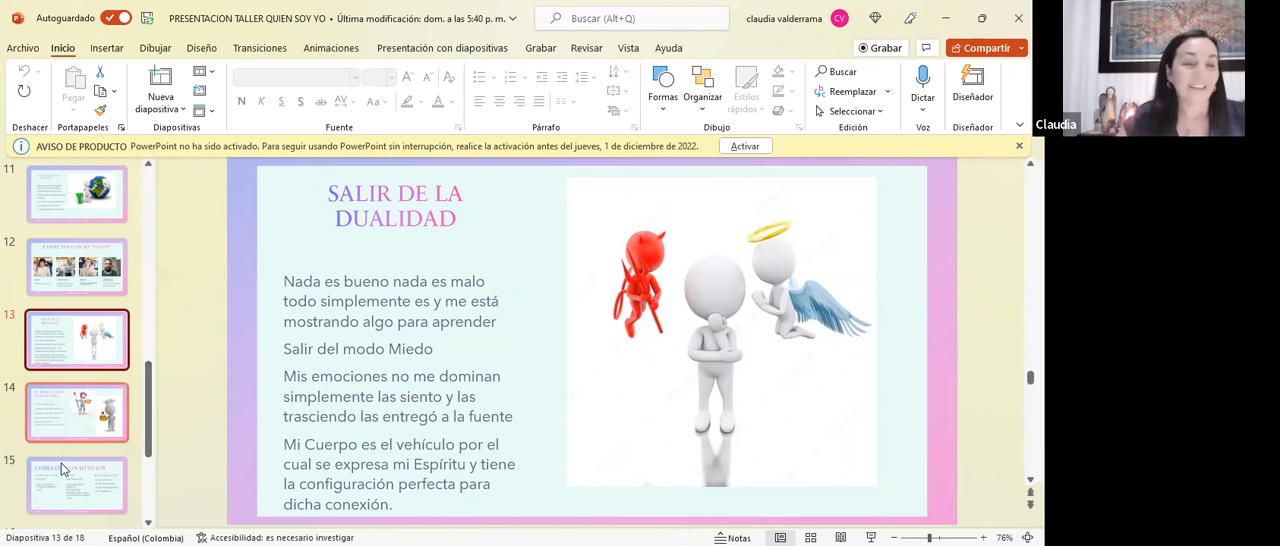 Autoguardado
PRESENTACION TALLER QUIEN SOY YO • Última modificación: dom. a las 5:40 p. m.
Buscar (Alt+Q)
claudia valderrama
CV
Archivo Inicio Insertar Dibujar Diseño Transiciones Animaciones Presentación con diapositivas Grabar Revisar Vista Ayuda
Grabar
Compartir
Pegar
Nueva diapositiva
N K S S ab AV Aa A
Formas
Organizar
Estilos rápidos
Buscar
Reemplazar
Seleccionar
Dictar
Diseñador
Deshacer Portapapeles Diapositivas Fuente Párrafo Dibujo Edición Voz Diseñador
AVISO DE PRODUCTO PowerPoint no ha sido activado. Para seguir usando PowerPoint sin interrupción, realice la activación antes del jueves, 1 de diciembre de 2022.
Activar
Claudia
11
12
13
14
15
SALIR DE LA
DUALIDAD
Nada es bueno nada es malo
todo simplemente es y me está
mostrando algo para aprender
Salir del modo Miedo
Mis emociones no me dominan
simplemente las siento y las
trasciendo las entregó a la fuente
Mi Cuerpo es el vehículo por el
cual se expresa mi Espíritu y tiene
la configuración perfecta para
dicha conexión.
Diapositiva 13 de 18
Español (Colombia)
Accesibilidad: es necesario investigar
Notas
76%